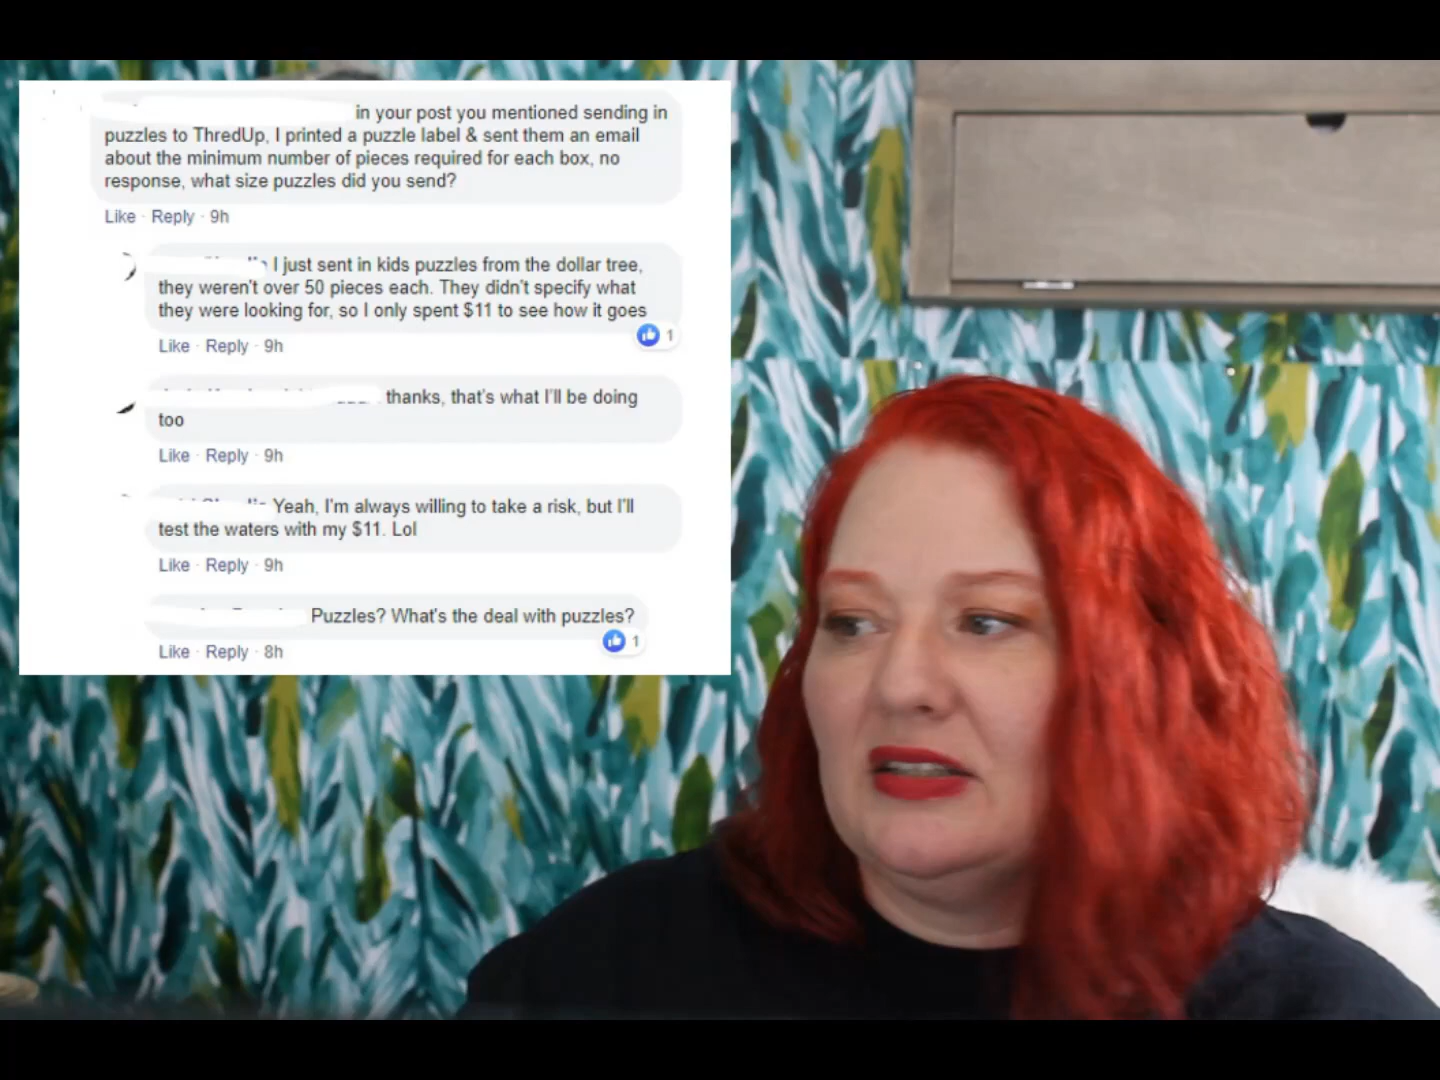 in your post you mentioned sending in
puzzles to ThredUp, I printed a puzzle label & sent them an email
about the minimum number of pieces required for each box, no
response, what size puzzles did you send?
Like · Reply · 9h
I just sent in kids puzzles from the dollar tree,
they weren't over 50 pieces each. They didn't specify what
they were looking for, so I only spent $11 to see how it goes
1
Like · Reply · 9h
thanks, that's what I'll be doing
too
Like · Reply · 9h
Yeah, I'm always willing to take a risk, but I'll
test the waters with my $11. Lol
Like · Reply · 9h
Puzzles? What's the deal with puzzles?
1
Like · Reply · 8h